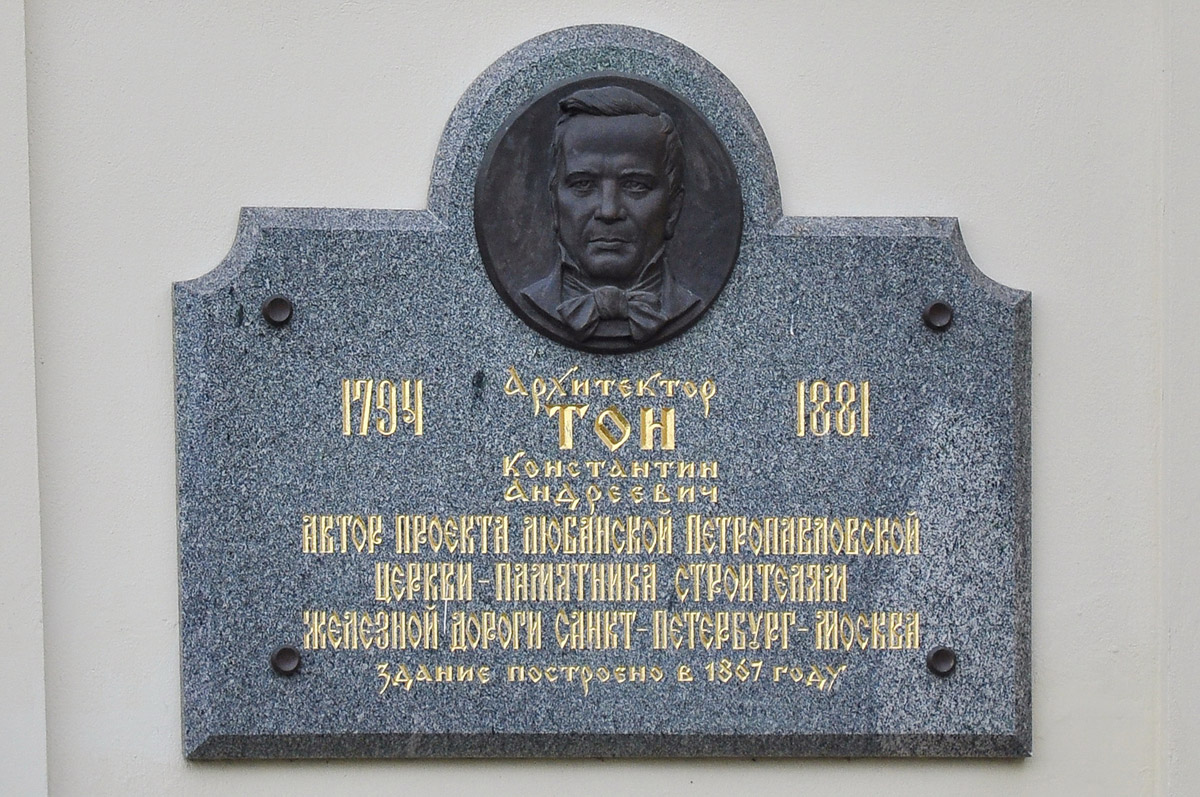 1794 Архитектор 1881
ТОН
Константин
Андреевич
АВТОР ПРОЕКТА ЛЮБАНСКОЙ ПЕТРОПАВЛОВСКОЙ
ЦЕРКВИ-ПАМЯТНИКА СТРОИТЕЛЯМ
ЖЕЛЕЗНОЙ ДОРОГИ САНКТ-ПЕТЕРБУРГ-МОСКВА
Здание построено в 1867 году